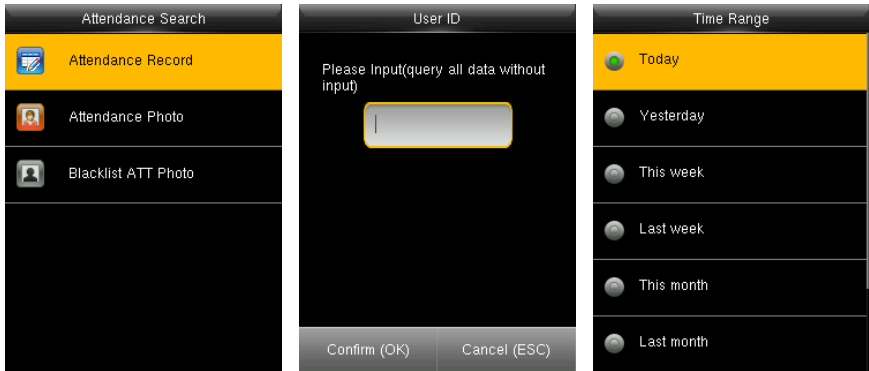 Attendance Search
Attendance Record
Attendance Photo
Blacklist ATT Photo
User ID
Please Input(query all data without
input)
Confirm (OK)
Cancel (ESC)
Time Range
Today
Yesterday
This week
Last week
This month
Last month